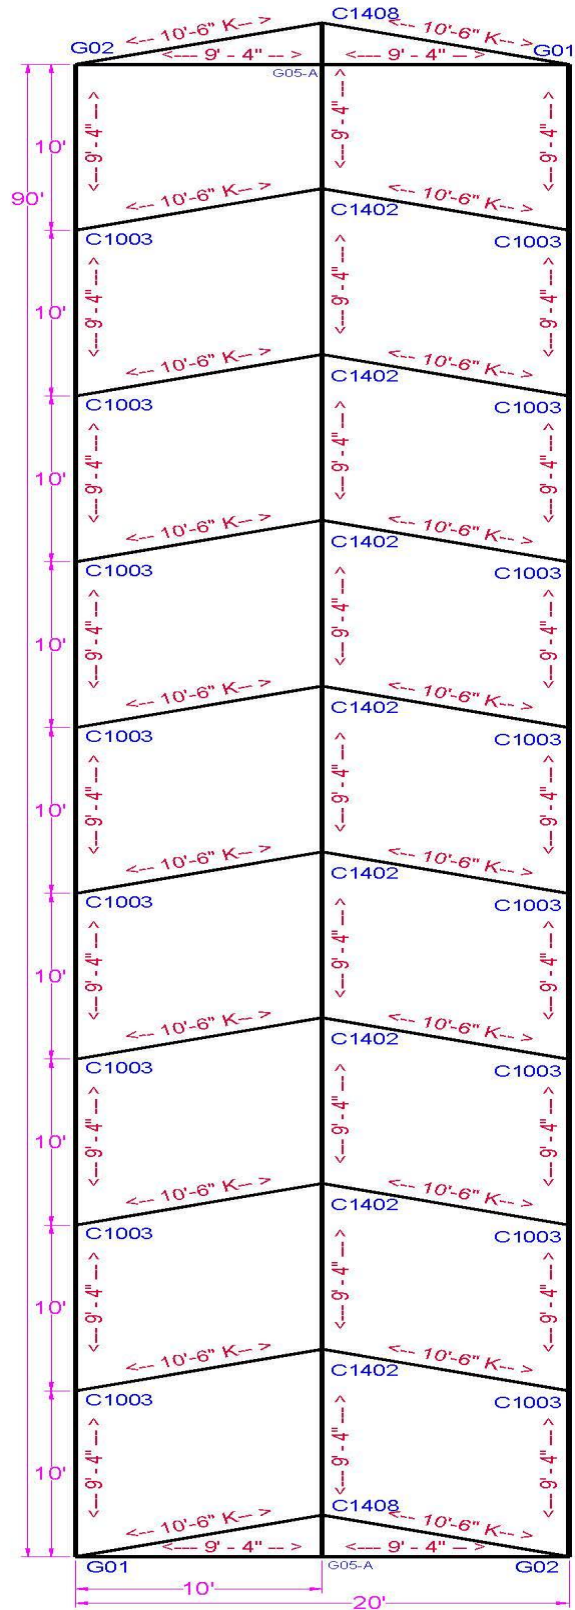 C1408
<--- 10'-6" K-- > <--- 10'-6" K-- >
G02 G01
<---- 9' - 4" --- > <---- 9' - 4" -- >
G05-A
<---- 9' - 4" --- > <---- 9' - 4" --- > <---- 9' - 4" --- >
10'
90'
<--- 10'-6" K-- > <--- 10'-6" K-- >
C1402
C1003 C1003
<---- 9' - 4" --- > <---- 9' - 4" --- > <---- 9' - 4" --- >
10'
<--- 10'-6" K-- > <--- 10'-6" K-- >
C1402
C1003 C1003
<---- 9' - 4" --- > <---- 9' - 4" --- > <---- 9' - 4" --- >
10'
<--- 10'-6" K-- > <--- 10'-6" K-- >
C1402
C1003 C1003
<---- 9' - 4" --- > <---- 9' - 4" --- > <---- 9' - 4" --- >
10'
<--- 10'-6" K-- > <--- 10'-6" K-- >
C1402
C1003 C1003
<---- 9' - 4" --- > <---- 9' - 4" --- > <---- 9' - 4" --- >
10'
<--- 10'-6" K-- > <--- 10'-6" K-- >
C1402
C1003 C1003
<---- 9' - 4" --- > <---- 9' - 4" --- > <---- 9' - 4" --- >
10'
<--- 10'-6" K-- > <--- 10'-6" K-- >
C1402
C1003 C1003
<---- 9' - 4" --- > <---- 9' - 4" --- > <---- 9' - 4" --- >
10'
<--- 10'-6" K-- > <--- 10'-6" K-- >
C1402
C1003 C1003
<---- 9' - 4" --- > <---- 9' - 4" --- > <---- 9' - 4" --- >
10'
<--- 10'-6" K-- > <--- 10'-6" K-- >
C1402
C1003 C1003
<---- 9' - 4" --- > <---- 9' - 4" --- > <---- 9' - 4" --- >
10'
C1408
<--- 10'-6" K-- > <--- 10'-6" K-- >
<---- 9' - 4" --- > <---- 9' - 4" -- >
G01 G05-A G02
10'
20'